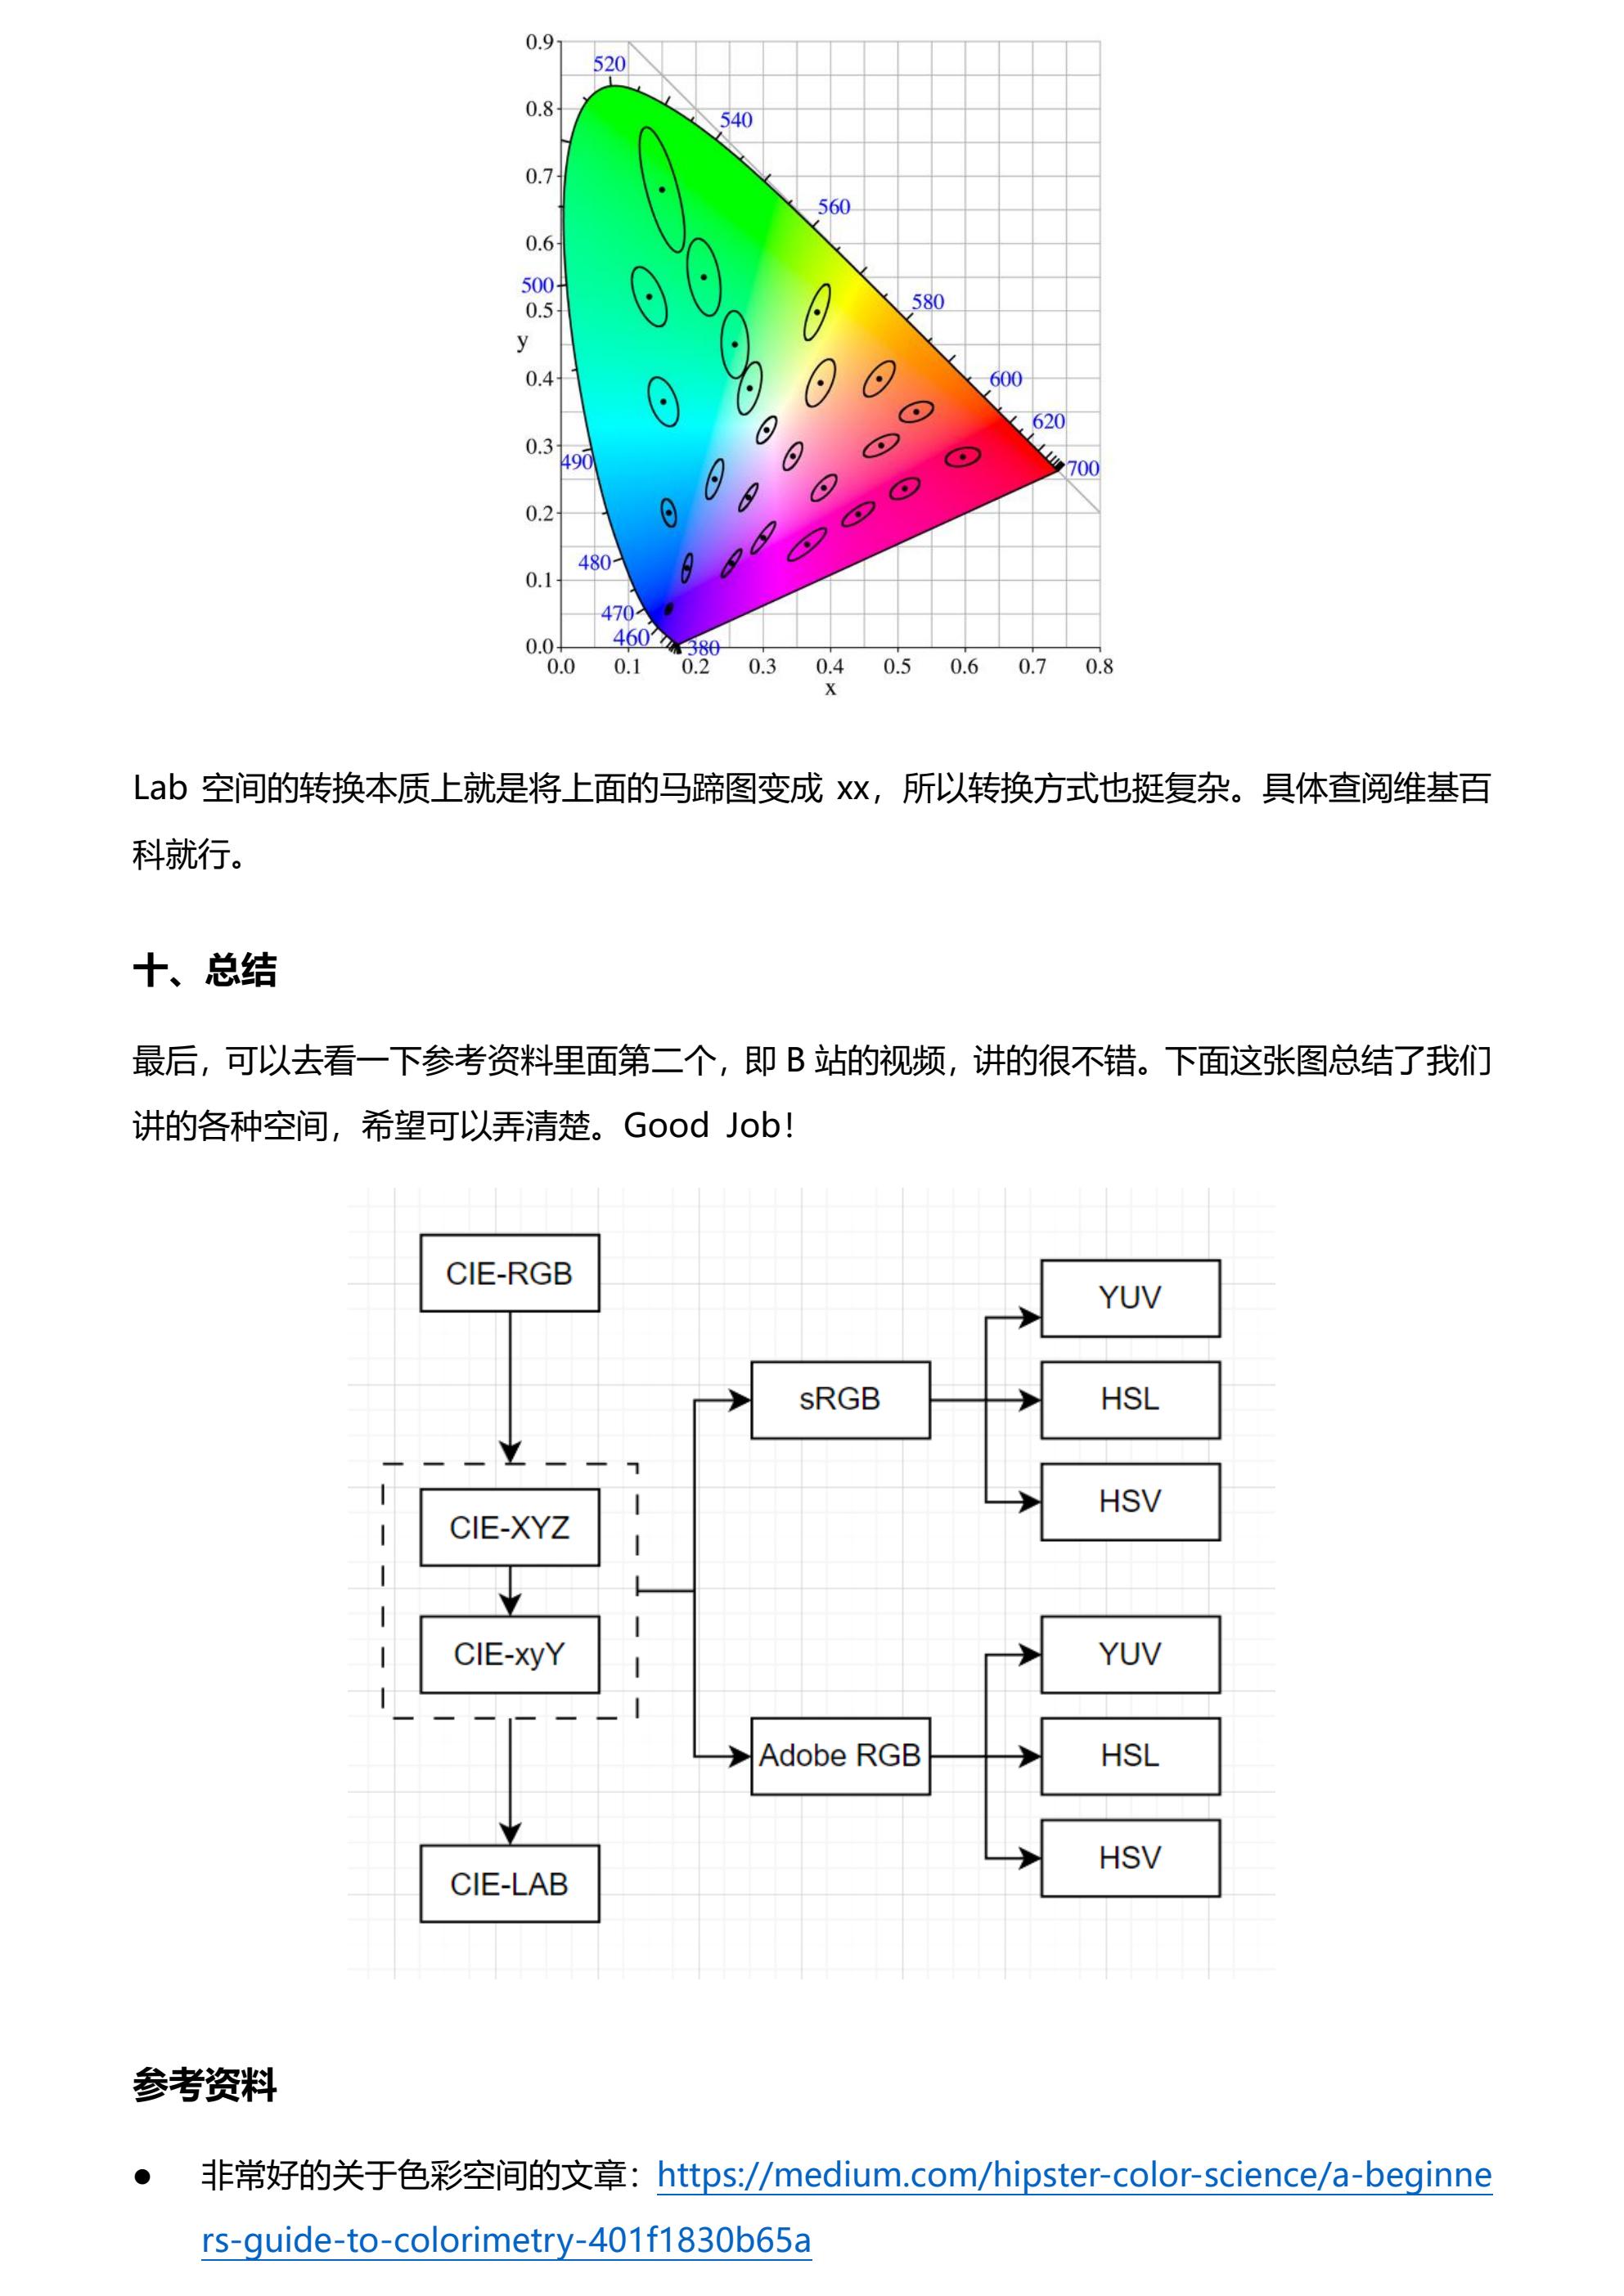 0.9
520
0.8
540
0.7
560
0.6
500
0.5
580
y
0.4
600
620
0.3
490
700
0.2
480
0.1
470
460
0.0
380
0.0 0.1 0.2 0.3 0.4 0.5 0.6 0.7 0.8
x
Lab 空间的转换本质上就是将上面的马蹄图变成 xx，所以转换方式也挺复杂。具体查阅维基百
科就行。
十、总结
最后，可以去看一下参考资料里面第二个，即 B 站的视频，讲的很不错。下面这张图总结了我们
讲的各种空间，希望可以弄清楚。Good Job！
CIE-RGB
YUV
sRGB
HSL
HSV
CIE-XYZ
CIE-xyY
YUV
Adobe RGB
HSL
HSV
CIE-LAB
参考资料
● 非常好的关于色彩空间的文章：https://medium.com/hipster-color-science/a-beginne
rs-guide-to-colorimetry-401f1830b65a